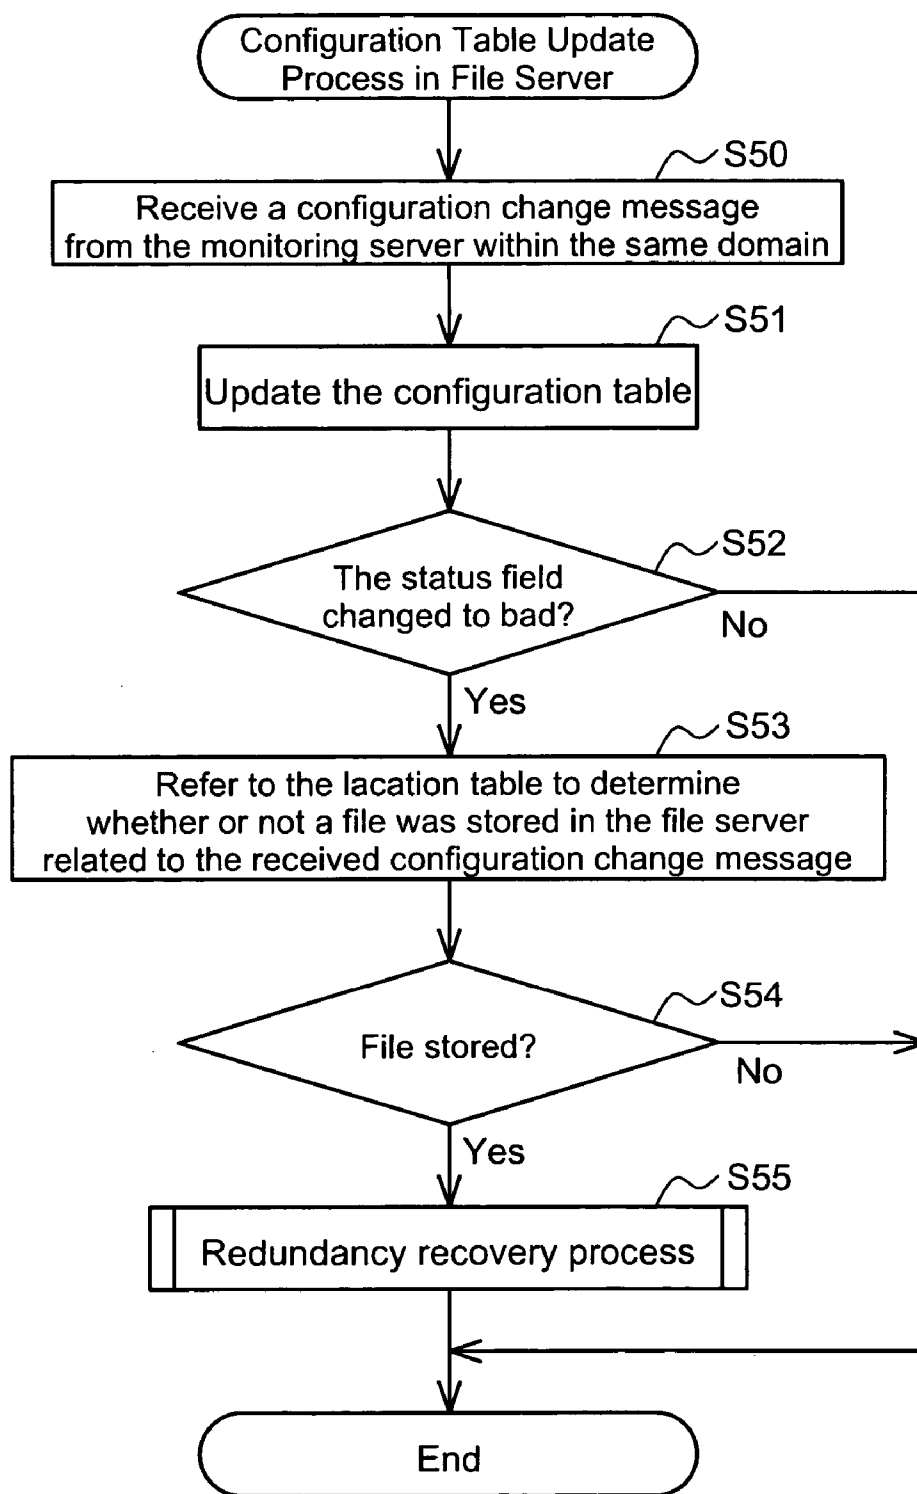 Configuration Table Update
Process in File Server
S50
Receive a configuration change message
from the monitoring server within the same domain
S51
Update the configuration table
S52
The status field
changed to bad?
No
Yes
S53
Refer to the lacation table to determine
whether or not a file was stored in the file server
related to the received configuration change message
S54
File stored?
No
Yes
S55
Redundancy recovery process
End